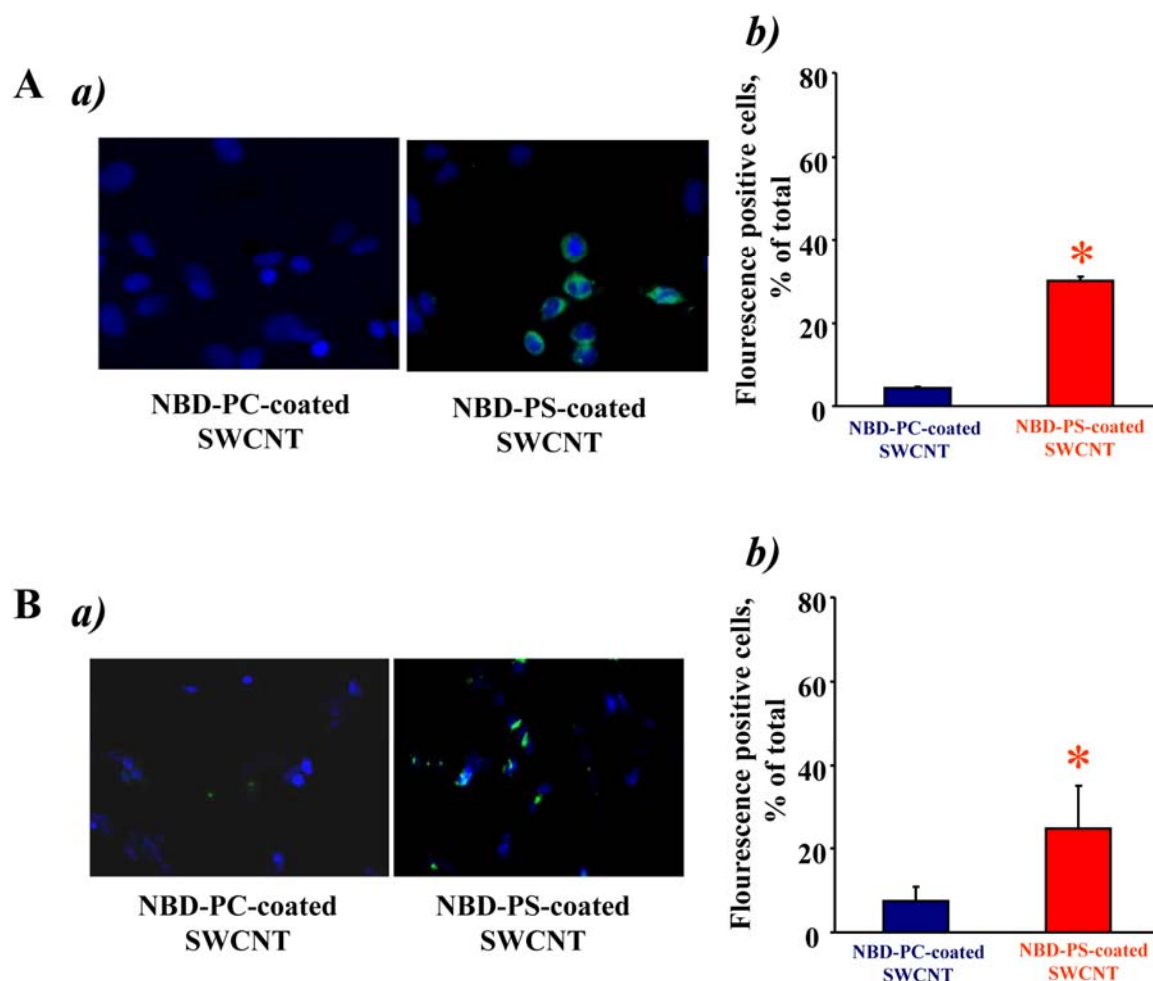 A a)
NBD-PC-coated
SWCNT
NBD-PS-coated
SWCNT
b)
Flourescence positive cells,
% of total
80
60
40
20
0
*
NBD-PC-coated
SWCNT
NBD-PS-coated
SWCNT
B a)
NBD-PC-coated
SWCNT
NBD-PS-coated
SWCNT
b)
Flourescence positive cells,
% of total
80
60
40
20
0
*
NBD-PC-coated
SWCNT
NBD-PS-coated
SWCNT